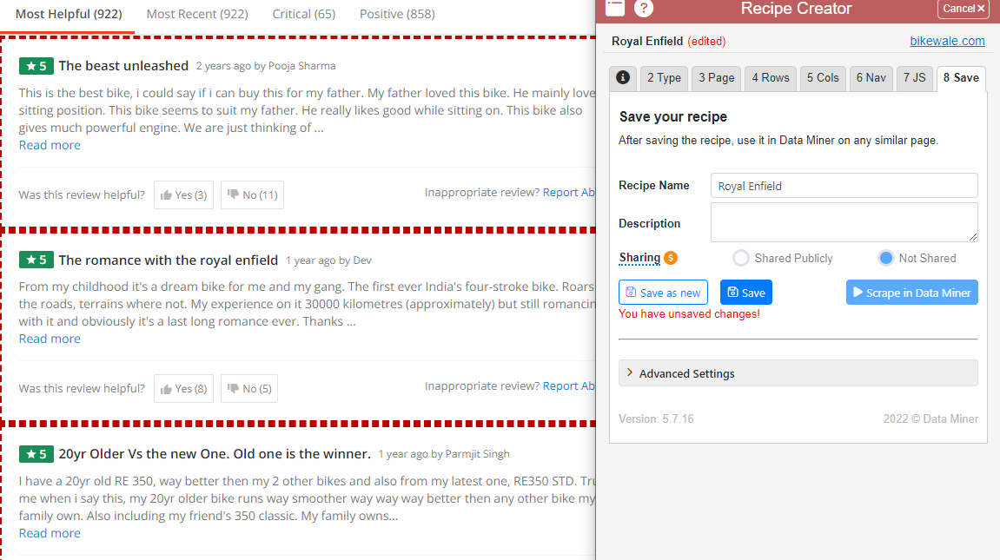 Most Helpful (922) Most Recent (922) Critical (65) Positive (858)
★ 5 The beast unleashed 2 years ago by Pooja Sharma
This is the best bike, i could say if i can buy this for my father. My father loved this bike. He mainly love
sitting position. This bike seems to suit my father. He really likes good while sitting on. This bike also
gives much powerful engine. We are just thinking of ...
Read more
Was this review helpful? Yes (3) No (11) Inappropriate review? Report Ab
★ 5 The romance with the royal enfield 1 year ago by Dev
From my childhood it's a dream bike for me and my gang. The first ever India's four-stroke bike. Roars
the roads, terrains where not. My experience on it 30000 kilometres (approximately) but still romancin
with it and obviously it's a last long romance ever. Thanks ...
Read more
Was this review helpful? Yes (8) No (5) Inappropriate review? Report Ab
★ 5 20yr Older Vs the new One. Old one is the winner. 1 year ago by Parmjit Singh
I have a 20yr old RE 350, way better then my 2 other bikes and also from my latest one, RE350 STD. Tru
me when i say this, my 20yr older bike runs way smoother way way way better then any other bike my
family own. Also including my friend's 350 classic. My family owns...
Read more
? Recipe Creator Cancel ×
Royal Enfield (edited) bikewale.com
i 2 Type 3 Page 4 Rows 5 Cols 6 Nav 7 JS 8 Save
Save your recipe
After saving the recipe, use it in Data Miner on any similar page.
Recipe Name Royal Enfield
Description
Sharing $ Shared Publicly Not Shared
Save as new Save Scrape in Data Miner
You have unsaved changes!
Advanced Settings
Version: 5.7.16 2022 © Data Miner